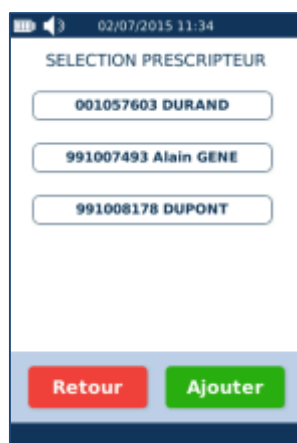 02/07/2015 11:34
SELECTION PRESCRIPTEUR
001057603 DURAND
991007493 Alain GENE
991008178 DUPONT
Retour Ajouter